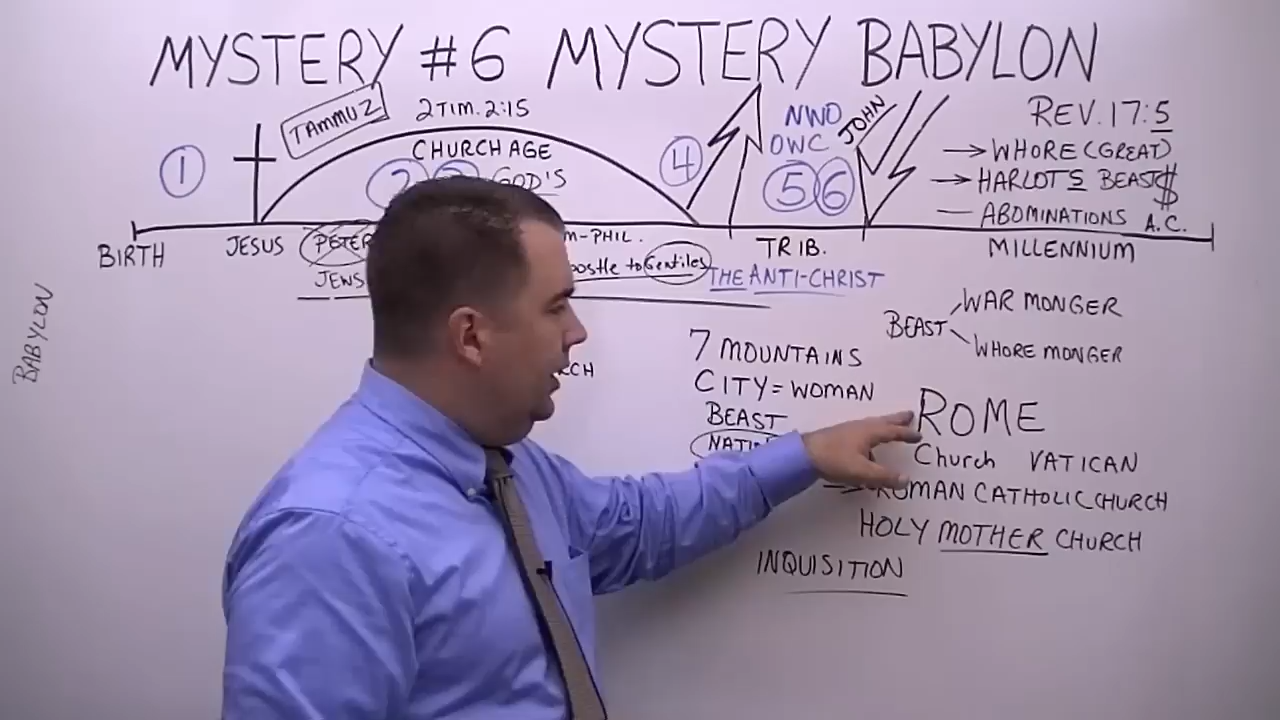 MYSTERY #6 MYSTERY BABYLON
TAMMUZ
2 TIM. 2:15
CHURCH AGE
GOD'S
1
2
4
NWO
OWC
5 6
JOHN
REV. 17:5
→ WHORE (GREAT)
→ HARLOTS BEAST $
— ABOMINATIONS A.C.
BIRTH
JESUS
PETER
JEWS
M-PHIL.
to Gentiles
TRIB.
THE ANTI-CHRIST
MILLENNIUM
BABYLON
BEAST
WAR MONGER
WHORE MONGER
7 MOUNTAINS
CITY = WOMAN
BEAST
ROME
Church VATICAN
→ ROMAN CATHOLIC CHURCH
HOLY MOTHER CHURCH
INQUISITION